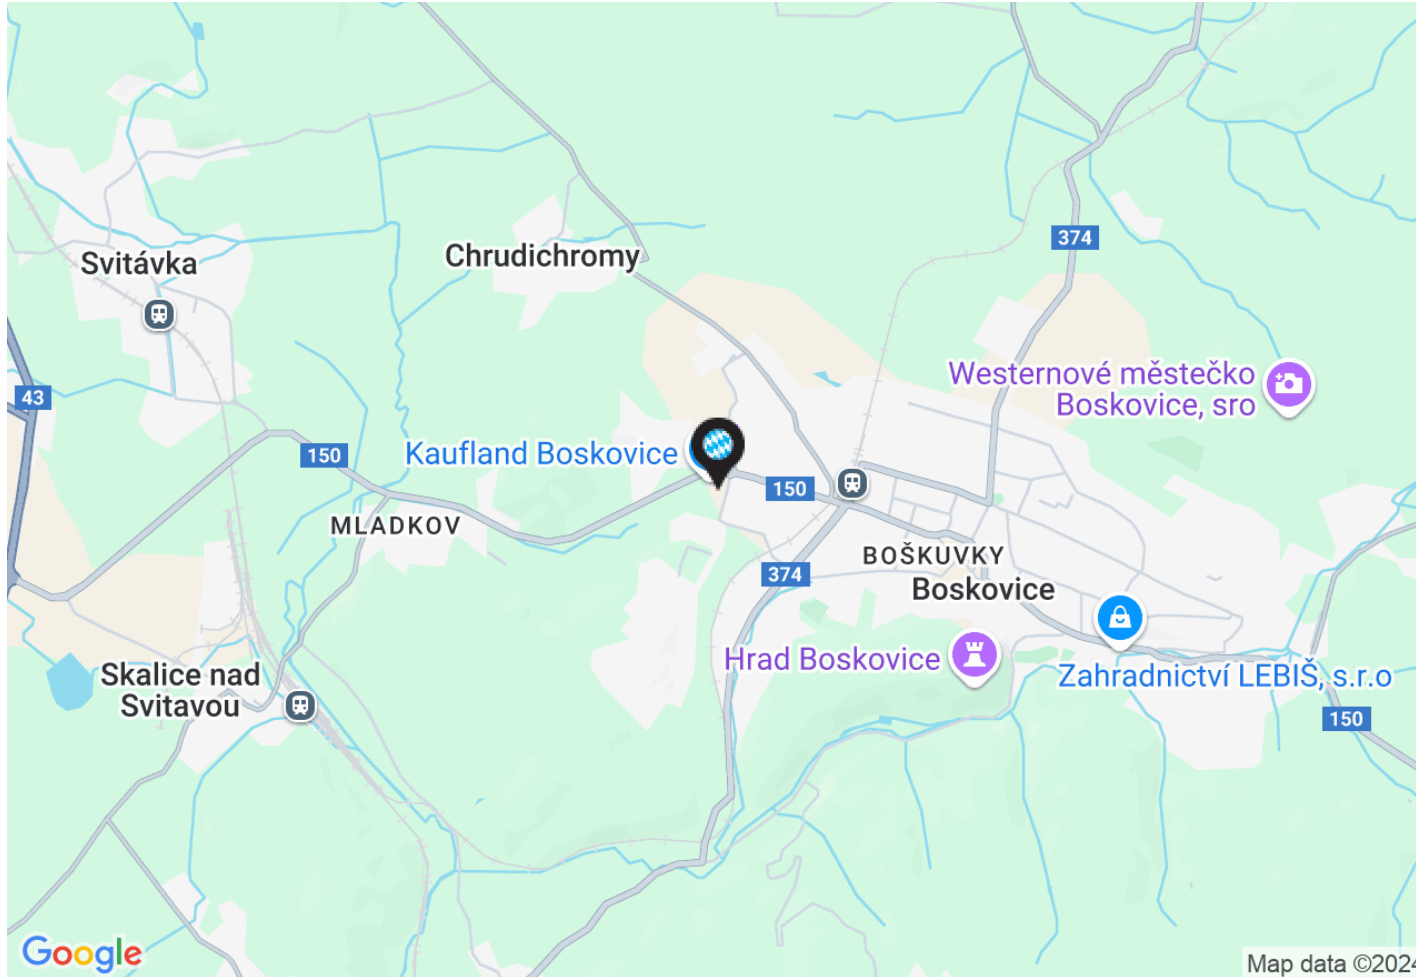 374
Svitávka
Chrudichromy
Westernové městečko
Boskovice, sro
43
150
Kaufland Boskovice
150
MLADKOV
BOŠKUVKY
374
Boskovice
Hrad Boskovice
Skalice nad
Svitavou
Zahradnictví LEBIŠ, s.r.o
150
Google
Map data ©2024